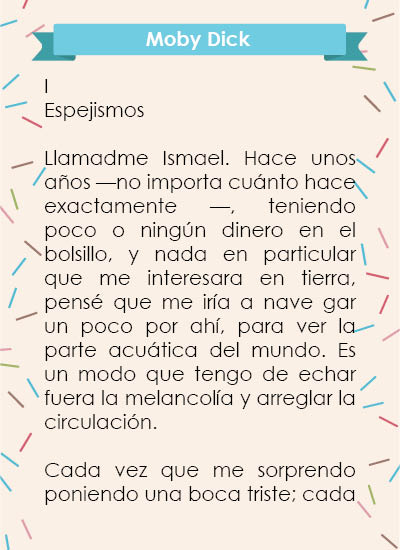 Moby Dick
I
Espejismos
Llamadme Ismael. Hace unos
años —no importa cuánto hace
exactamente —, teniendo
poco o ningún dinero en el
bolsillo, y nada en particular
que me interesara en tierra,
pensé que me iría a nave gar
un poco por ahí, para ver la
parte acuática del mundo. Es
un modo que tengo de echar
fuera la melancolía y arreglar la
circulación.
Cada vez que me sorprendo
poniendo una boca triste; cada